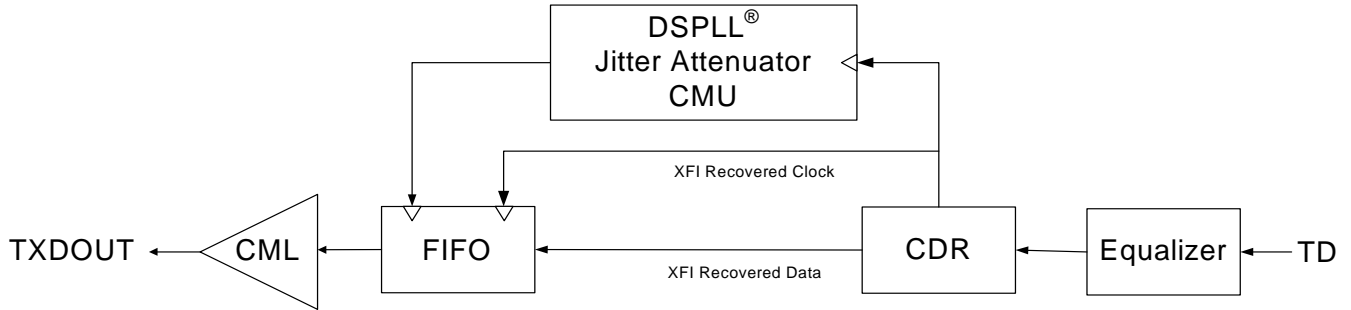 DSPLL®
Jitter Attenuator
CMU
XFI Recovered Clock
TXDOUT
CML
FIFO
CDR
Equalizer
TD
XFI Recovered Data